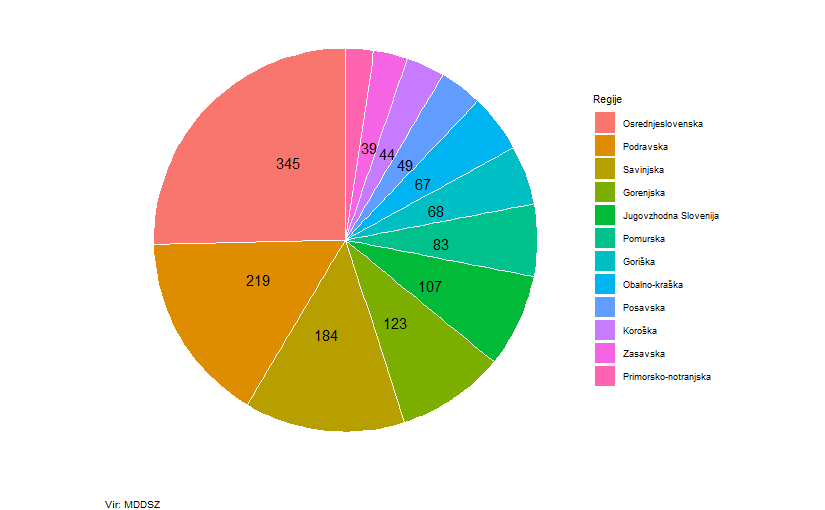 345
39
44
49
67
68
83
107
123
184
219
Regije
Osrednjeslovenska
Podravska
Savinjska
Gorenjska
Jugovzhodna Slovenija
Pomurska
Goriška
Obalno-kraška
Posavska
Koroška
Zasavska
Primorsko-notranjska
Vir: MDDSZ